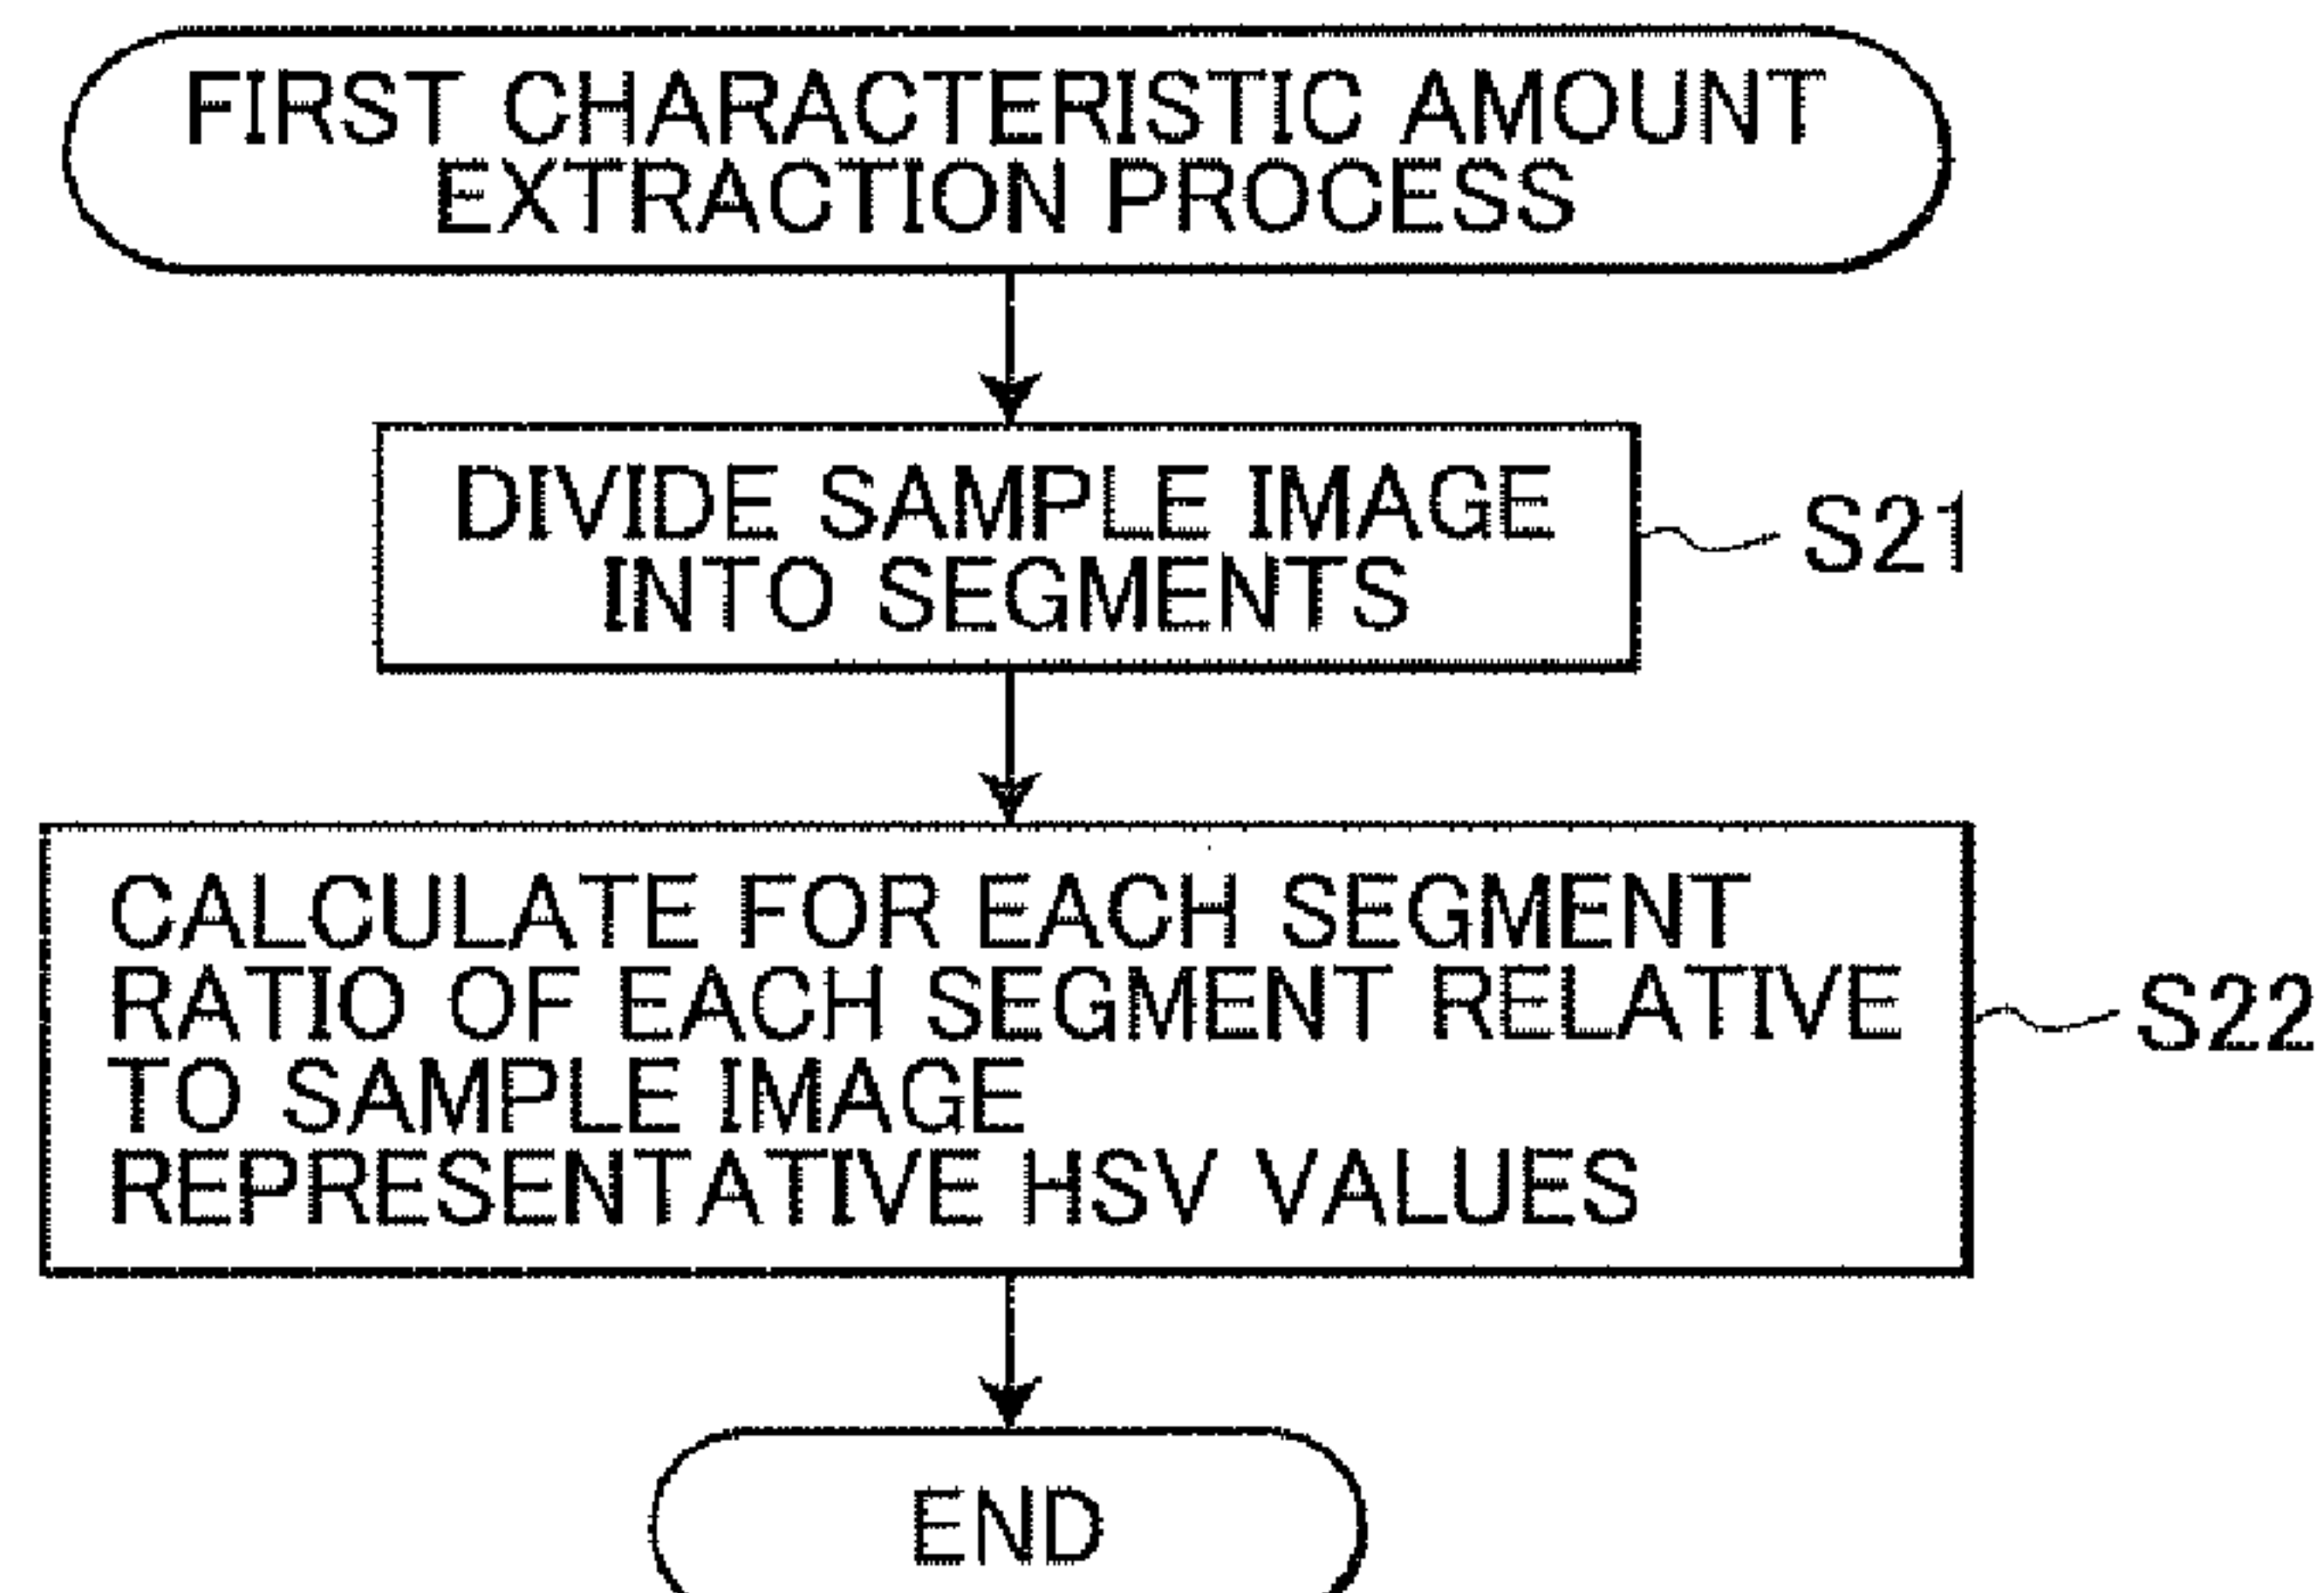 FIRST CHARACTERISTIC AMOUNT
EXTRACTION PROCESS
DIVIDE SAMPLE IMAGE
INTO SEGMENTS
S21
CALCULATE FOR EACH SEGMENT
RATIO OF EACH SEGMENT RELATIVE
TO SAMPLE IMAGE
REPRESENTATIVE HSV VALUES
S22
END